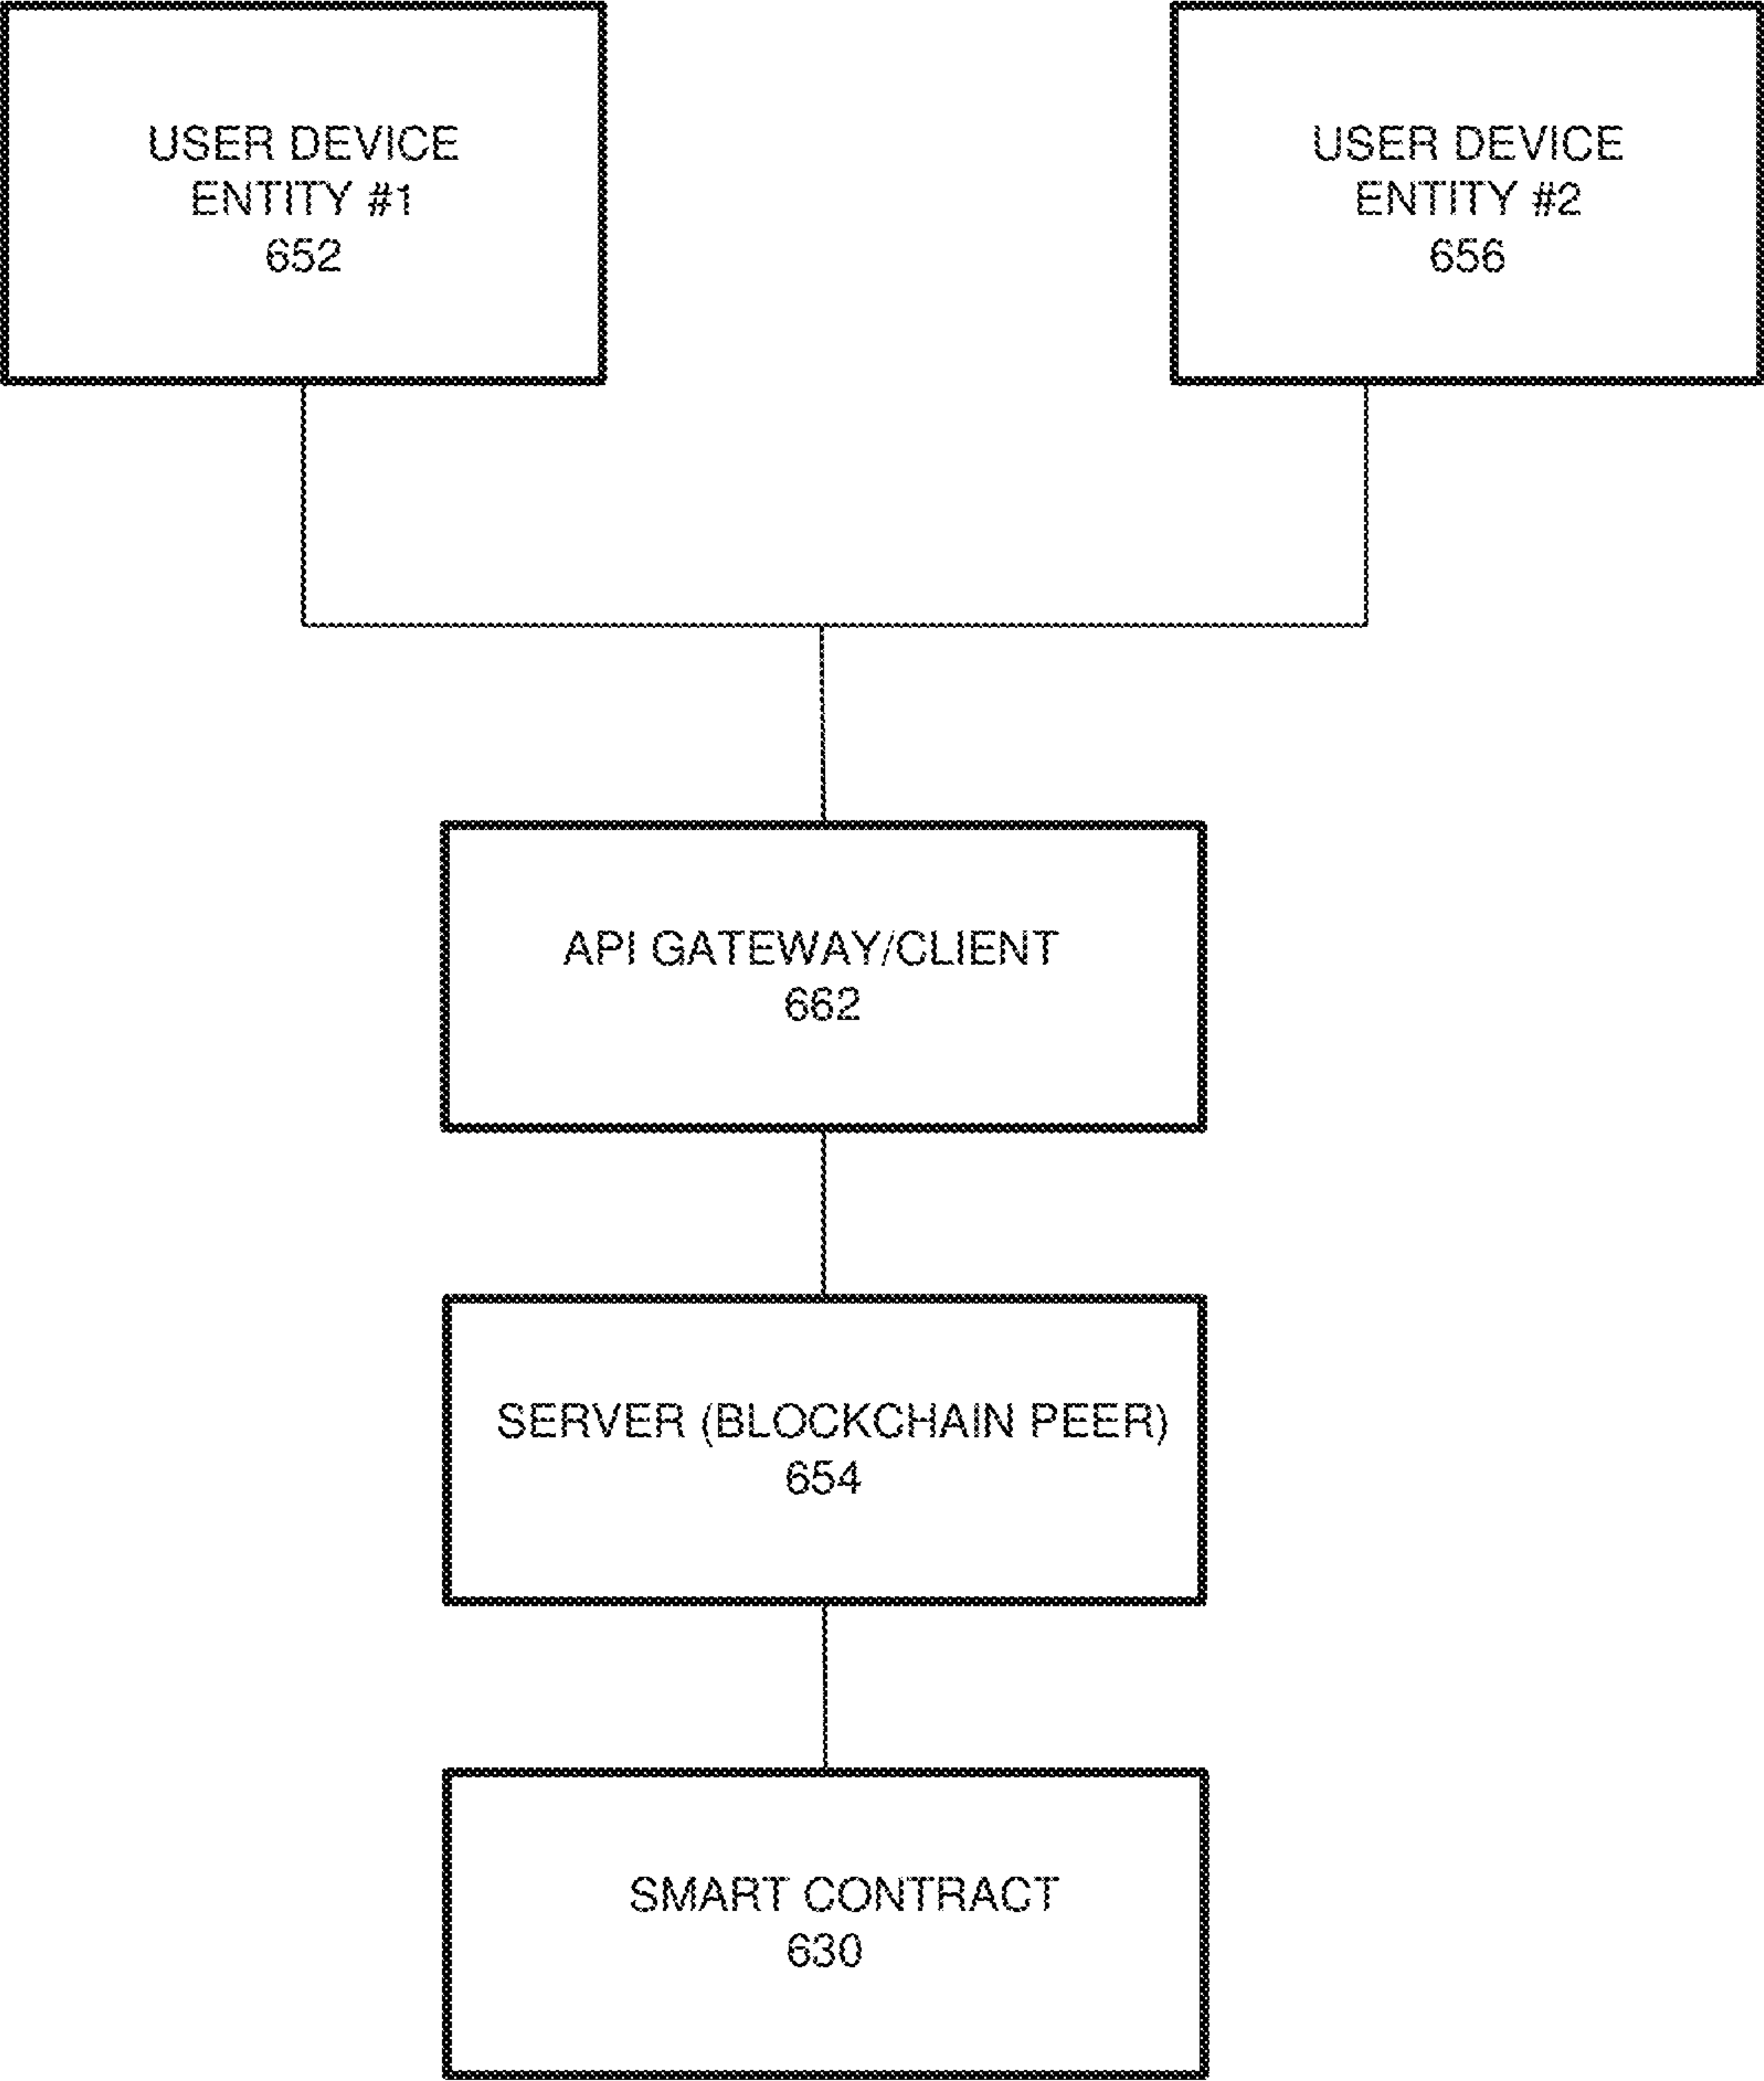 USER DEVICE
ENTITY #1
652
USER DEVICE
ENTITY #2
656
API GATEWAY/CLIENT
662
SERVER (BLOCKCHAIN PEER)
654
SMART CONTRACT
630